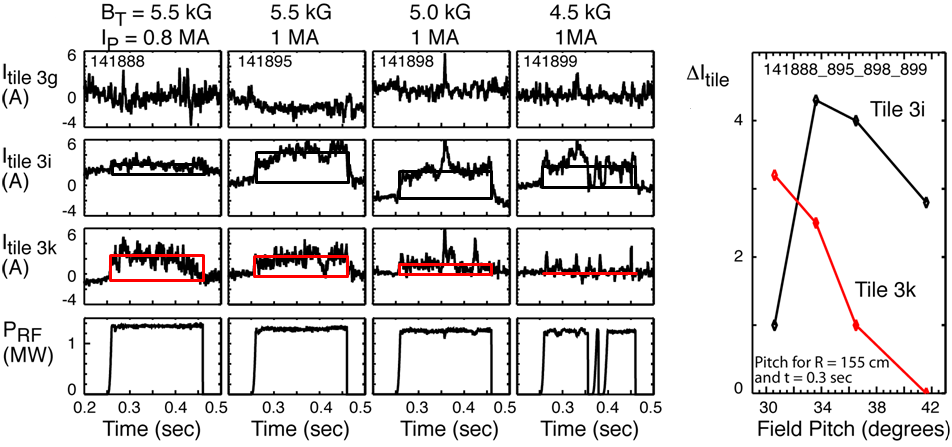 B_T = 5.5 kG 5.5 kG 5.0 kG 4.5 kG
I_P = 0.8 MA 1 MA 1 MA 1MA
I_tile 3g (A) 6 0 -4 141888 141895 141898 141899
I_tile 3i (A) 6 0 -4
I_tile 3k (A) 6 0 -4
P_RF (MW) 1 0
0.2 0.3 0.4 0.5 0.3 0.4 0.5 0.3 0.4 0.5 0.3 0.4 0.5
Time (sec) Time (sec) Time (sec) Time (sec)
ΔI_tile
141888_895_898_899
Tile 3i
4
2
Tile 3k
Pitch for R = 155 cm
and t = 0.3 sec
0
30 34 38 42
Field Pitch (degrees)